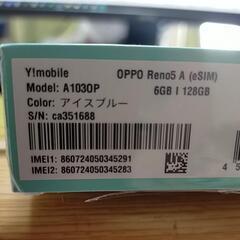 Y!mobile OPPO Reno5 A (eSIM)
Model: A103OP 6GB I 128GB
Color: アイスブルー
S/N: ca351688
IMEI1: 860724050345291
IMEI2: 860724050345283
4 5